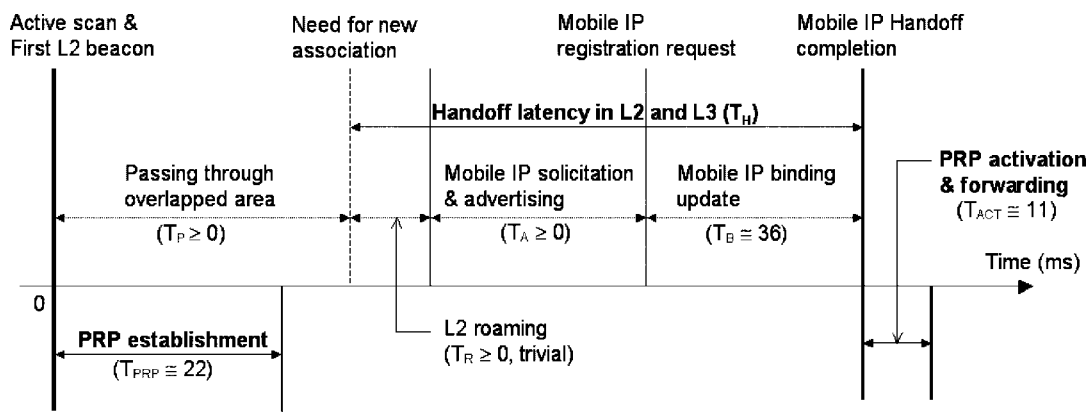 Active scan &
First L2 beacon
Need for new
association
Mobile IP
registration request
Mobile IP Handoff
completion
Handoff latency in L2 and L3 (TH)
Passing through
overlapped area
(TP ≥ 0)
Mobile IP solicitation
& advertising
(TA ≥ 0)
Mobile IP binding
update
(TB ≅ 36)
PRP activation
& forwarding
(TACT ≅ 11)
Time (ms)
0
PRP establishment
(TPRP ≅ 22)
L2 roaming
(TR ≥ 0, trivial)